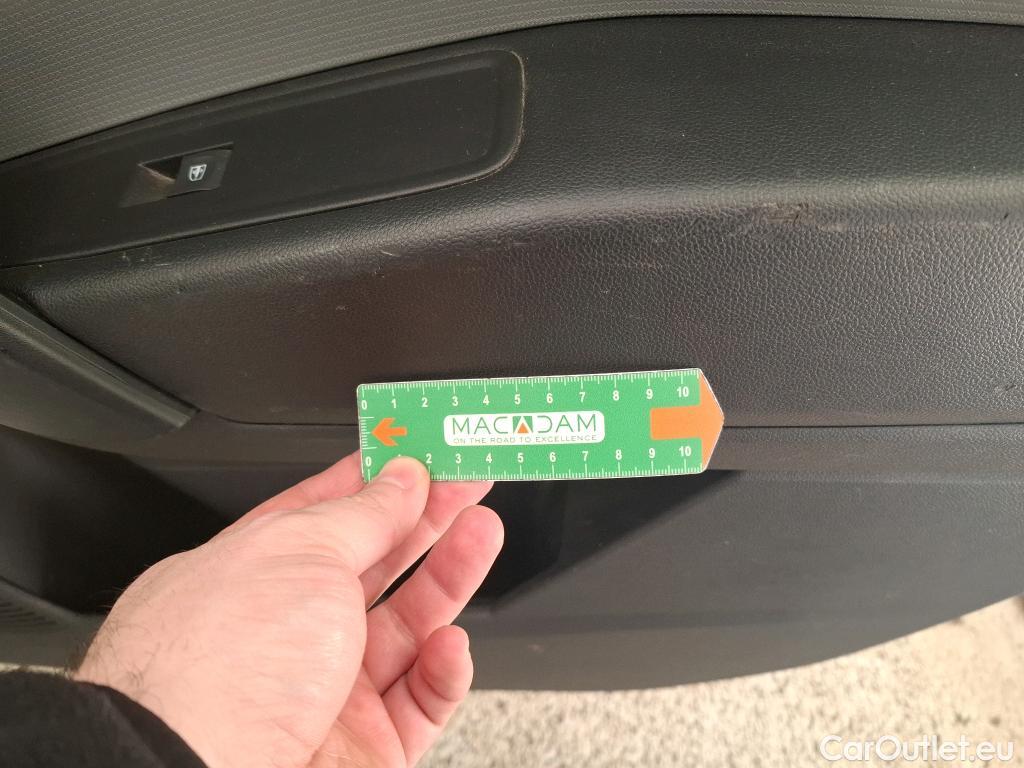 0 1 2 3 4 5 6 7 8 9 10
MACADAM
ON THE ROAD TO EXCELLENCE
0 1 2 3 4 5 6 7 8 9 10
CarOutlet.eu